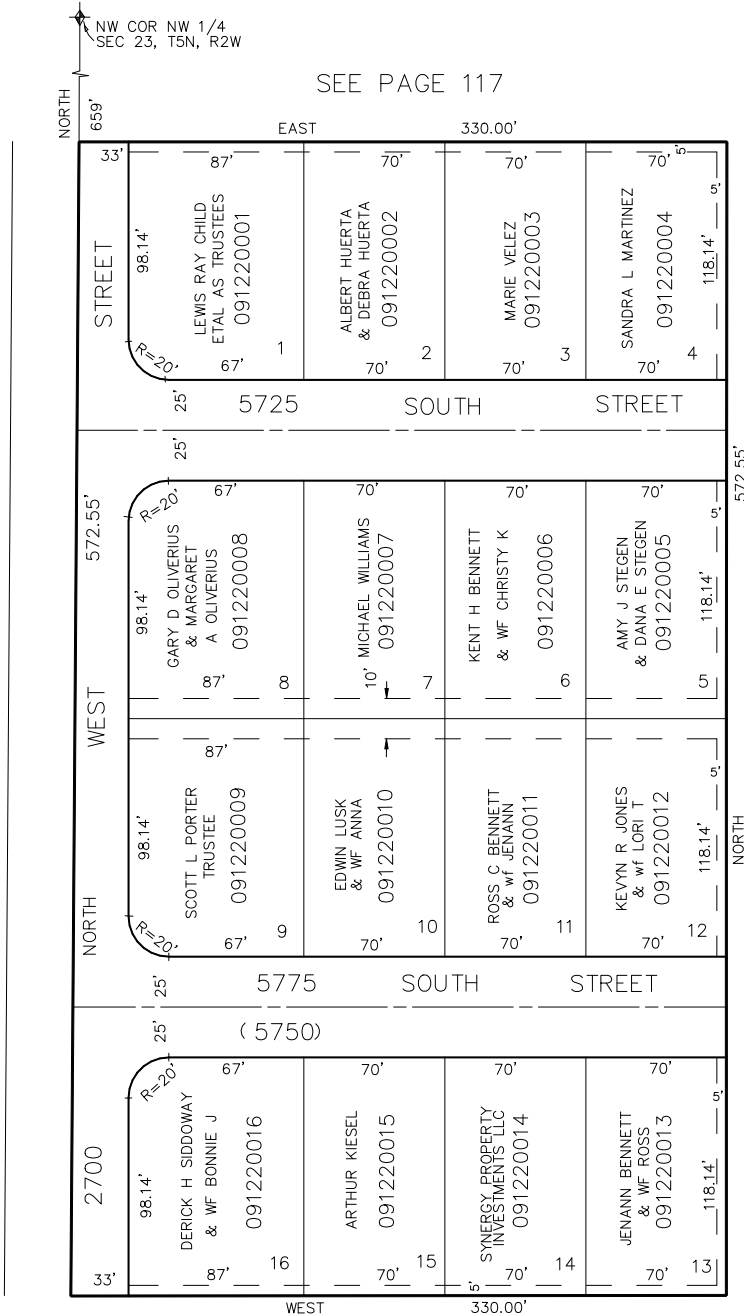 NW COR NW 1/4
SEC 23, T5N, R2W
SEE PAGE 117
NORTH
659'
EAST
330.00'
33'
87'
70'
70'
70'
5'
5'
STREET
98.14'
LEWIS RAY CHILD
ETAL AS TRUSTEES
091220001
ALBERT HUERTA
& DEBRA HUERTA
091220002
MARIE VELEZ
091220003
SANDRA L MARTINEZ
091220004
118.14'
R=20'
67'
1
70'
2
70'
3
70'
4
25'
5725
SOUTH
STREET
25'
67'
70'
70'
70'
572.55'
R=20'
5'
572.55'
98.14'
GARY D OLIVERIUS
& MARGARET
A OLIVERIUS
091220008
MICHAEL WILLIAMS
091220007
KENT H BENNETT
& WF CHRISTY K
091220006
AMY J STEGEN
& DANA E STEGEN
091220005
118.14'
87'
8
10'
7
6
5
WEST
87'
5'
98.14'
SCOTT L PORTER
TRUSTEE
091220009
EDWIN LUSK
& WF ANNA
091220010
ROSS C BENNETT
& wf JENANN
091220011
KEVYN R JONES
& wf LORI T
091220012
118.14'
NORTH
NORTH
R=20'
67'
9
70'
10
70'
11
70'
12
25'
5775
SOUTH
STREET
25'
(5750)
67'
70'
70'
70'
R=20'
5'
2700
98.14'
DERICK H SIDDOWAY
& WF BONNIE J
091220016
ARTHUR KIESEL
091220015
SYNERGY PROPERTY
INVESTMENTS LLC
091220014
JENANN BENNETT
& WF ROSS
091220013
118.14'
33'
87'
16
70'
15
5'
70'
14
70'
13
WEST
330.00'